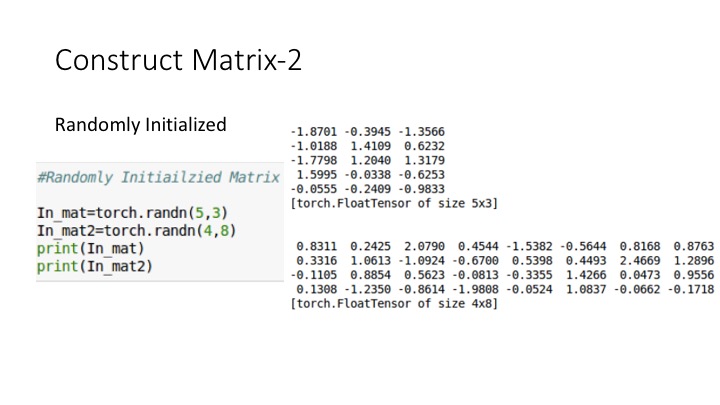 Construct Matrix-2
Randomly Initialized
#Randomly Initiailzied Matrix
In_mat=torch.randn(5,3)
In_mat2=torch.randn(4,8)
print(In_mat)
print(In_mat2)
-1.8701 -0.3945 -1.3566
-1.0188 1.4109 0.6232
-1.7798 1.2040 1.3179
1.5995 -0.0338 -0.6253
-0.0555 -0.2409 -0.9833
[torch.FloatTensor of size 5x3]
0.8311 0.2425 2.0790 0.4544 -1.5382 -0.5644 0.8168 0.8763
0.3316 1.0613 -1.0924 -0.6700 0.5398 0.4493 2.4669 1.2896
-0.1105 0.8854 0.5623 -0.0813 -0.3355 1.4266 0.0473 0.9556
0.1308 -1.2350 -0.8614 -1.9808 -0.0524 1.0837 -0.0662 -0.1718
[torch.FloatTensor of size 4x8]